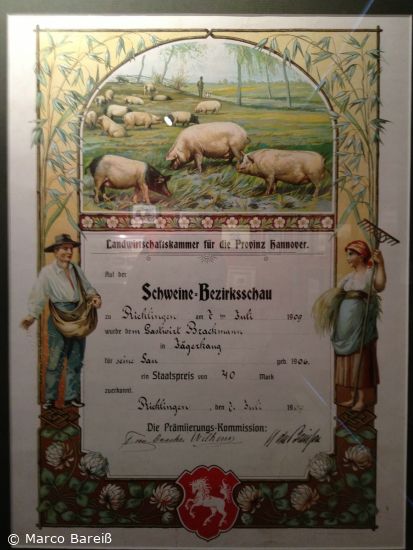 Landwirtschaftskammer für die Provinz Hannover.
Auf der
Schweine-Bezirksschau
zu Ricklingen am 7ten Juli 1909
wurde dem Gastwirt Brackmann
in Jägerhang
für seine Sau geb. 1906.
ein Staatspreis von 40 Mark
zuerkannt.
Ricklingen, den 7. Juli
Die Prämiierungs-Kommission:
© Marco Bareiß